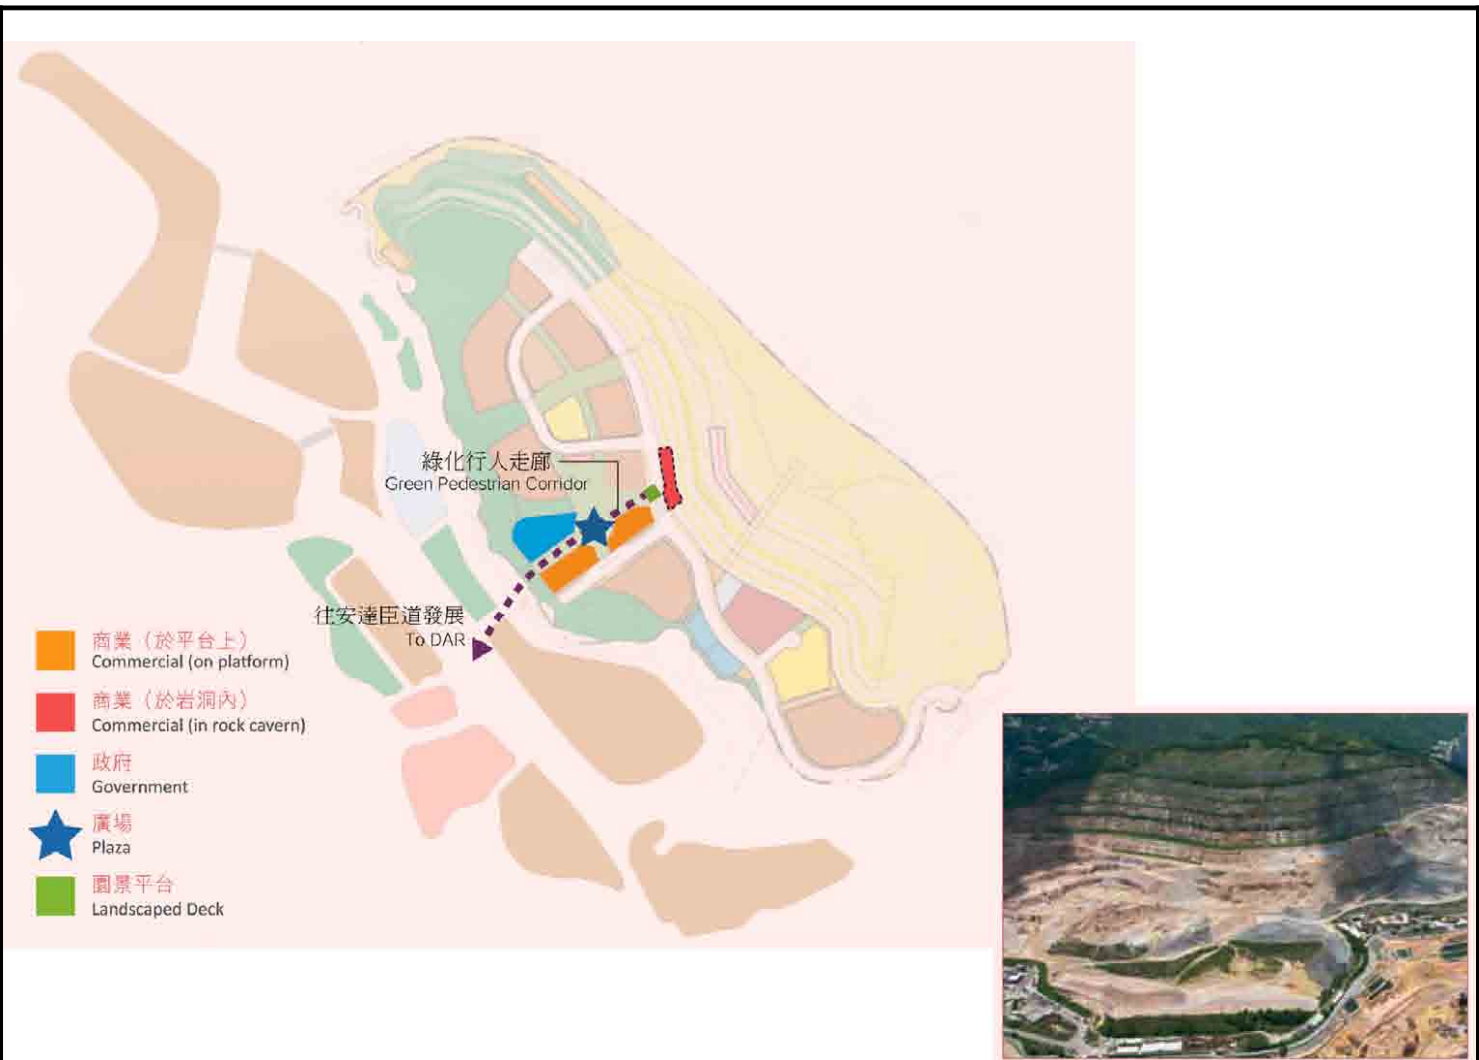 綠化行人走廊
Green Pedestrian Corridor
往安達臣道發展
To DAR
商業（於平台上）
Commercial (on platform)
商業（於岩洞內）
Commercial (in rock cavern)
政府
Government
廣場
Plaza
園景平台
Landscaped Deck